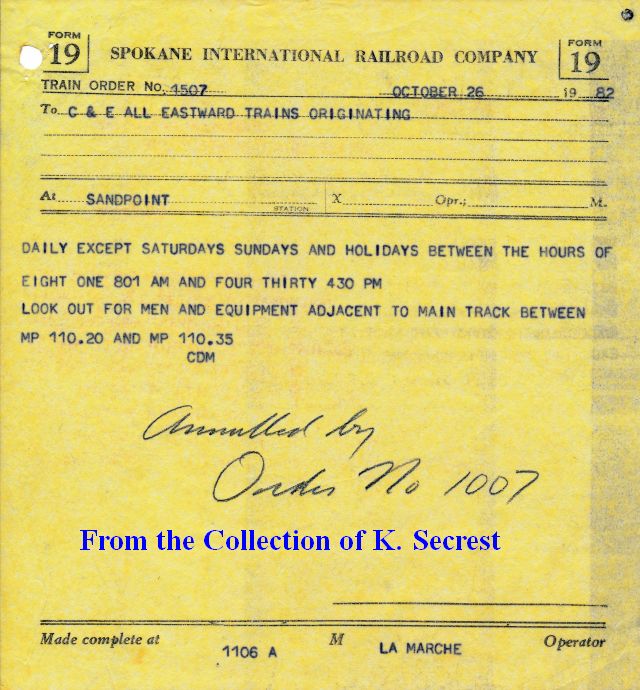 FORM 19 SPOKANE INTERNATIONAL RAILROAD COMPANY FORM 19
TRAIN ORDER No. 1507 OCTOBER 26 19 82
To C & E ALL EASTWARD TRAINS ORIGINATING
At SANDPOINT STATION X Opr.; M.
DAILY EXCEPT SATURDAYS SUNDAYS AND HOLIDAYS BETWEEN THE HOURS OF
EIGHT ONE 801 AM AND FOUR THIRTY 430 PM
LOOK OUT FOR MEN AND EQUIPMENT ADJACENT TO MAIN TRACK BETWEEN
MP 110.20 AND MP 110.35
CDM
Annulled by
Order No 1007
From the Collection of K. Secrest
Made complete at 1106 A M LA MARCHE Operator